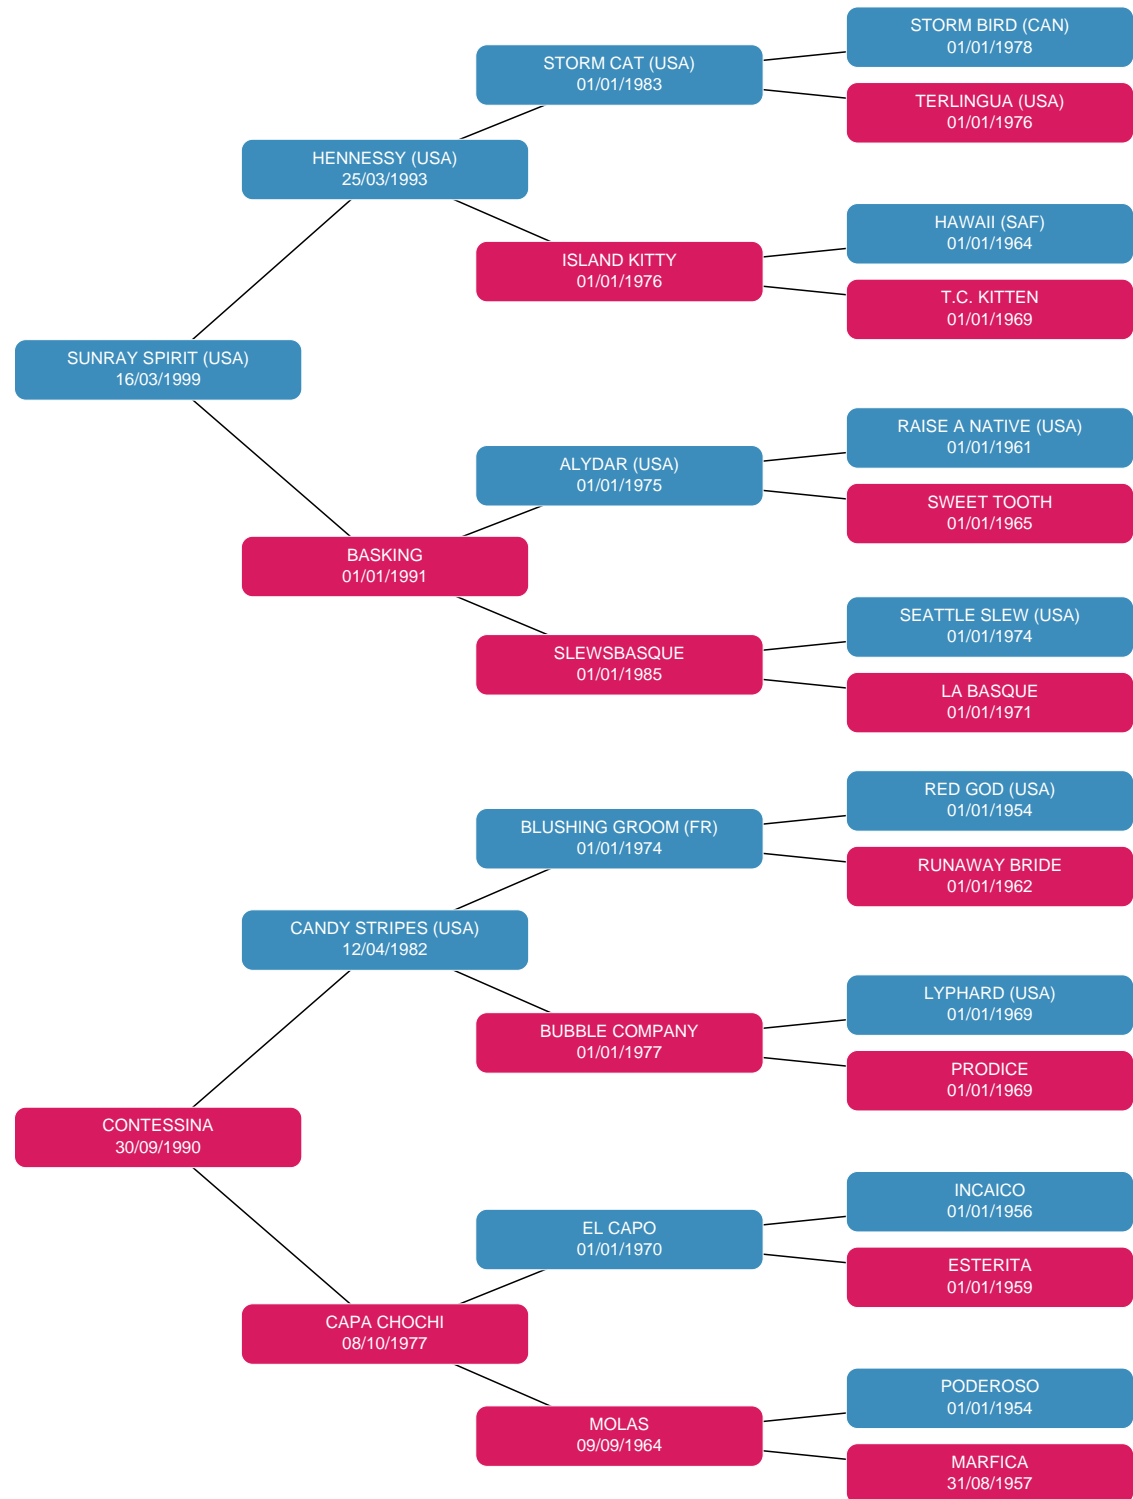 STORM BIRD (CAN)
01/01/1978
STORM CAT (USA)
01/01/1983
TERLINGUA (USA)
01/01/1976
HENNESSY (USA)
25/03/1993
HAWAII (SAF)
01/01/1964
ISLAND KITTY
01/01/1976
T.C. KITTEN
01/01/1969
SUNRAY SPIRIT (USA)
16/03/1999
RAISE A NATIVE (USA)
01/01/1961
ALYDAR (USA)
01/01/1975
SWEET TOOTH
01/01/1965
BASKING
01/01/1991
SEATTLE SLEW (USA)
01/01/1974
SLEWSBASQUE
01/01/1985
LA BASQUE
01/01/1971
RED GOD (USA)
01/01/1954
BLUSHING GROOM (FR)
01/01/1974
RUNAWAY BRIDE
01/01/1962
CANDY STRIPES (USA)
12/04/1982
LYPHARD (USA)
01/01/1969
BUBBLE COMPANY
01/01/1977
PRODICE
01/01/1969
CONTESSINA
30/09/1990
INCAICO
01/01/1956
EL CAPO
01/01/1970
ESTERITA
01/01/1959
CAPA CHOCHI
08/10/1977
PODEROSO
01/01/1954
MOLAS
09/09/1964
MARFICA
31/08/1957